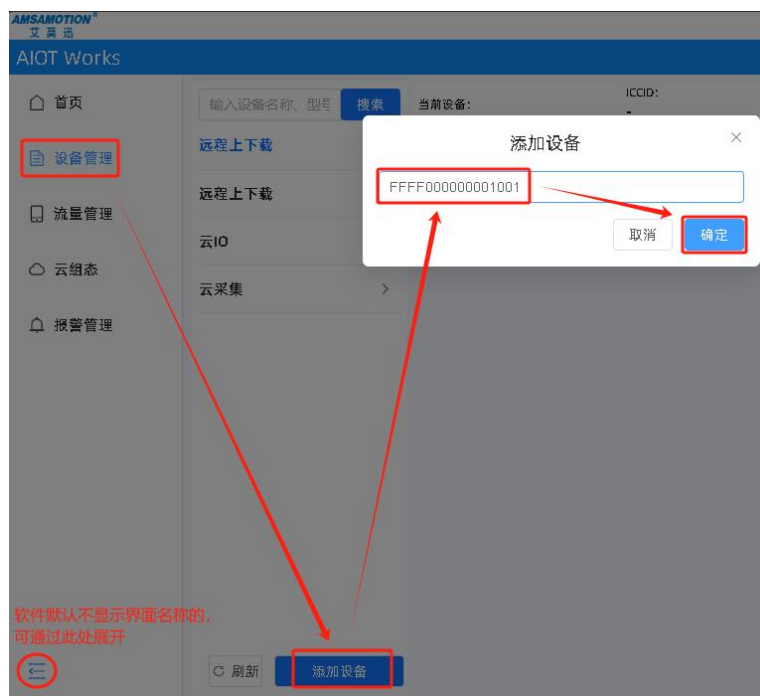 AMSAMOTION®
艾莫迅
AIOT Works
首页
设备管理
流量管理
云组态
报警管理
输入设备名称、型号
搜索
远程上下载
远程上下载
云IO
云采集
当前设备：
ICCID：
-
添加设备
FFFF000000001001
取消
确定
软件默认不显示界面名称的，
可通过此处展开
刷新
添加设备